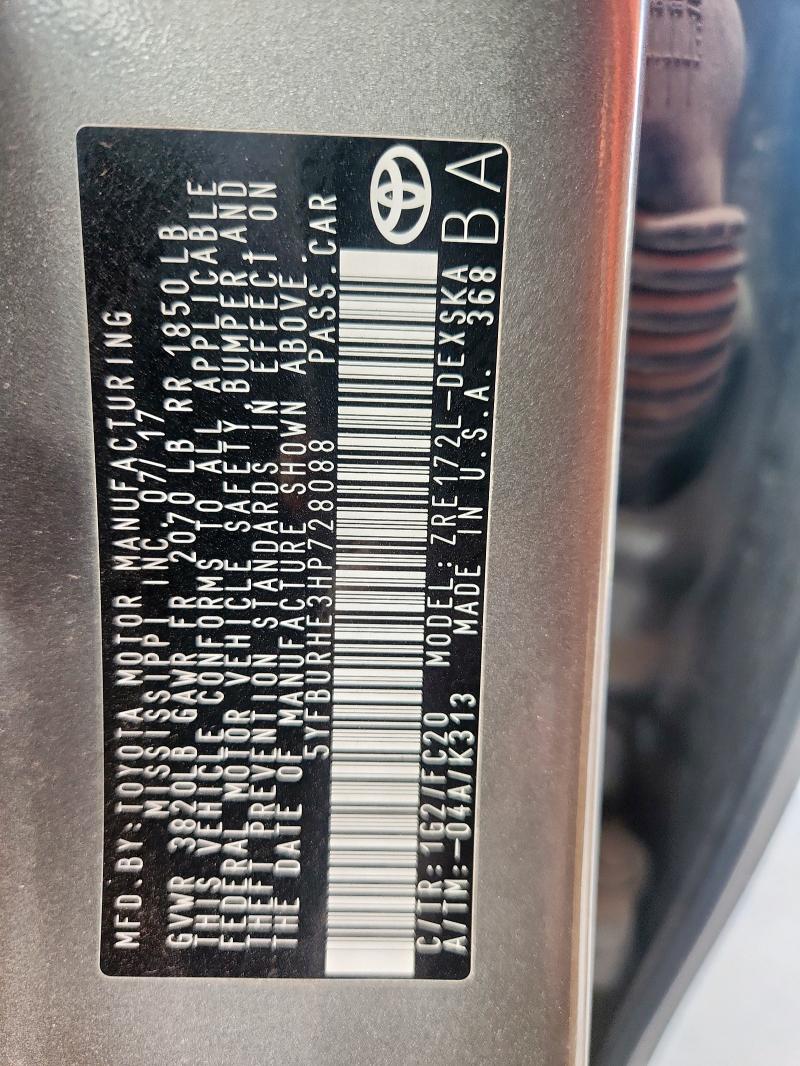 MFD.BY:TOYOTA MOTOR MANUFACTURING
MISSISSIPPI INC. 07/17
GVWR 3820LB GAWR FR 2070 LB RR 1850 LB
THIS VEHICLE CONFORMS TO ALL APPLICABLE
FEDERAL MOTOR VEHICLE SAFETY, BUMPER AND
THEFT PREVENTION STANDARDS IN EFFECT ON
THE DATE OF MANUFACTURE SHOWN ABOVE.
5YFBURHE3HP728088 PASS.CAR
C/TR: 1G2/FC20 MODEL: ZRE172L-DEXSKA
A/TM:-04A/K313 MADE IN U.S.A. 368
BA